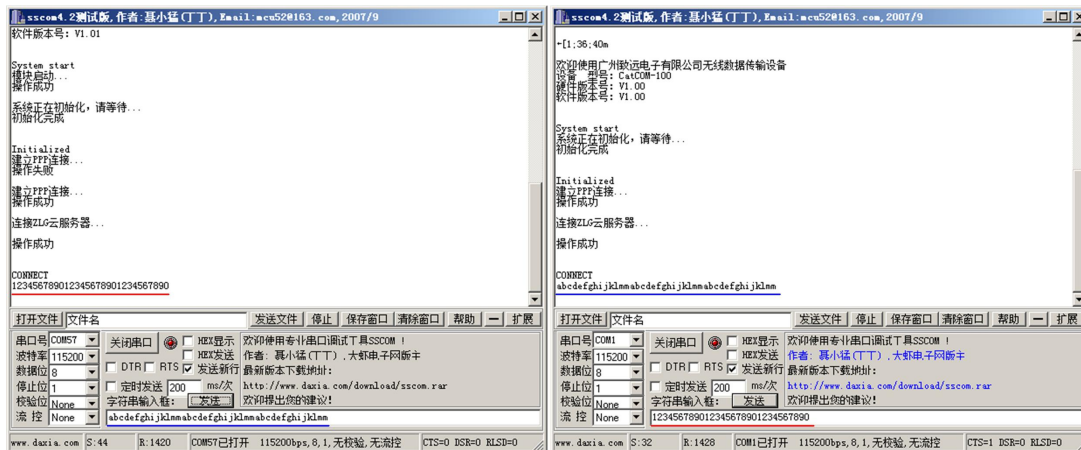 sscom4.2测试版,作者:聂小猛(丁丁),Email:mcu52@163.com,2007/9
软件版本号: V1.01
System start
模块启动...
操作成功
系统正在初始化，请等待...
初始化完成
Initialized
建立PPP连接...
操作失败
建立PPP连接...
操作成功
连接ZLG云服务器...
操作成功
CONNECT
123456789012345678901234567890
打开文件 文件名 发送文件 停止 保存窗口 清除窗口 帮助 — 扩展
串口号 COM57 关闭串口 HEX显示 欢迎使用专业串口调试工具SSCOM !
波特率 115200 HEX发送 作者: 聂小猛(丁丁),大虾电子网版主
数据位 8 DTR RTS 发送新行 最新版本下载地址:
停止位 1 定时发送 200 ms/次 http://www.daxia.com/download/sscom.rar
校验位 None 字符串输入框: 发送 欢迎提出您的建议!
流 控 None abcdefghijklmmabcdefghijklmmabcdefghijklmm
www.daxia.com S:44 R:1420 COM57已打开 115200bps,8,1,无校验,无流控 CTS=0 DSR=0 RLSD=0
sscom4.2测试版,作者:聂小猛(丁丁),Email:mcu52@163.com,2007/9
←[1;36;40m
欢迎使用广州致远电子有限公司无线数据传输设备
设备 型号: CatCOM-100
硬件版本号: V1.00
软件版本号: V1.00
System start
系统正在初始化，请等待...
初始化完成
Initialized
建立PPP连接...
操作成功
连接ZLG云服务器...
操作成功
CONNECT
abcdefghijklmmabcdefghijklmmabcdefghijklmm
打开文件 文件名 发送文件 停止 保存窗口 清除窗口 帮助 — 扩展
串口号 COM1 关闭串口 HEX显示 欢迎使用专业串口调试工具SSCOM !
波特率 115200 HEX发送 作者: 聂小猛(丁丁),大虾电子网版主
数据位 8 DTR RTS 发送新行 最新版本下载地址:
停止位 1 定时发送 200 ms/次 http://www.daxia.com/download/sscom.rar
校验位 None 字符串输入框: 发送 欢迎提出您的建议!
流 控 None 123456789012345678901234567890
www.daxia.com S:32 R:1428 COM1已打开 115200bps,8,1,无校验,无流控 CTS=1 DSR=0 RLSD=0